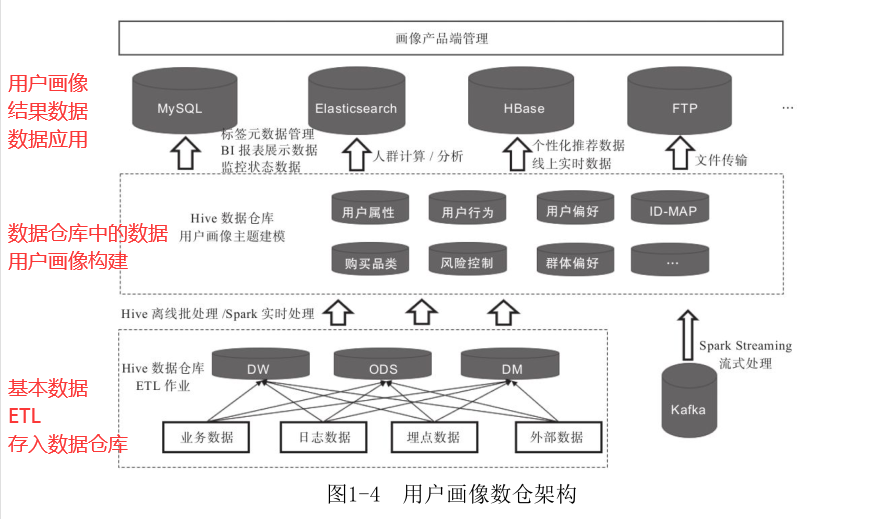 画像产品端管理
用户画像
结果数据
数据应用
MySQL
Elasticsearch
HBase
FTP
...
标签元数据管理
BI 报表展示数据
监控状态数据
人群计算 / 分析
个性化推荐数据
线上实时数据
文件传输
数据仓库中的数据
用户画像构建
Hive 数据仓库
用户画像主题建模
用户属性
用户行为
用户偏好
ID-MAP
购买品类
风险控制
群体偏好
...
Hive 离线批处理 /Spark 实时处理
Spark Streaming
流式处理
Kafka
基本数据
ETL
存入数据仓库
Hive 数据仓库
ETL 作业
DW
ODS
DM
业务数据
日志数据
埋点数据
外部数据
图1-4 用户画像数仓架构